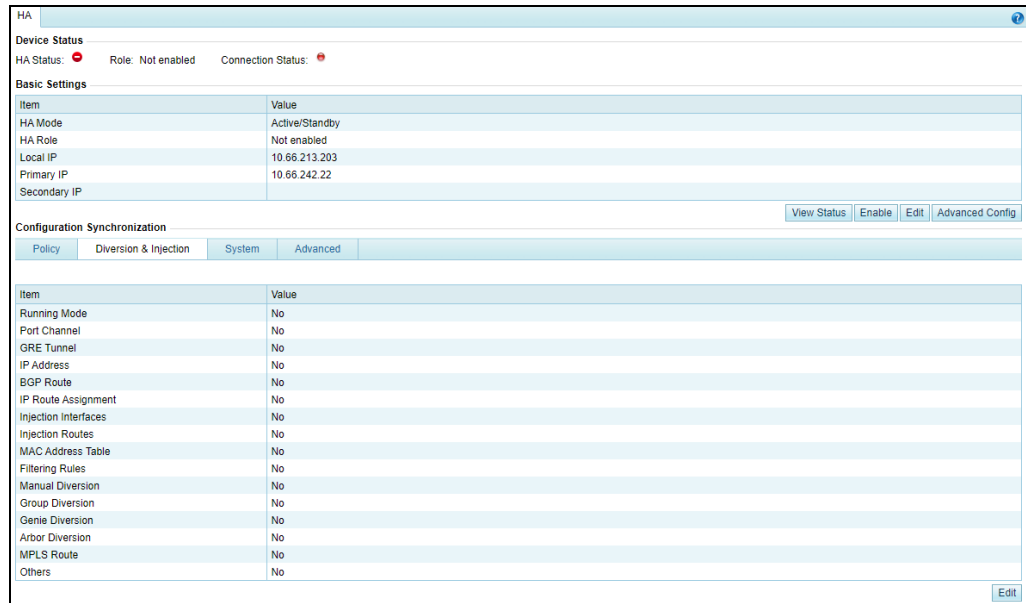 HA
?
Device Status
HA Status: Role: Not enabled Connection Status:
Basic Settings
Item Value
HA Mode Active/Standby
HA Role Not enabled
Local IP 10.66.213.203
Primary IP 10.66.242.22
Secondary IP
View Status Enable Edit Advanced Config
Configuration Synchronization
Policy Diversion & Injection System Advanced
Item Value
Running Mode No
Port Channel No
GRE Tunnel No
IP Address No
BGP Route No
IP Route Assignment No
Injection Interfaces No
Injection Routes No
MAC Address Table No
Filtering Rules No
Manual Diversion No
Group Diversion No
Genie Diversion No
Arbor Diversion No
MPLS Route No
Others No
Edit